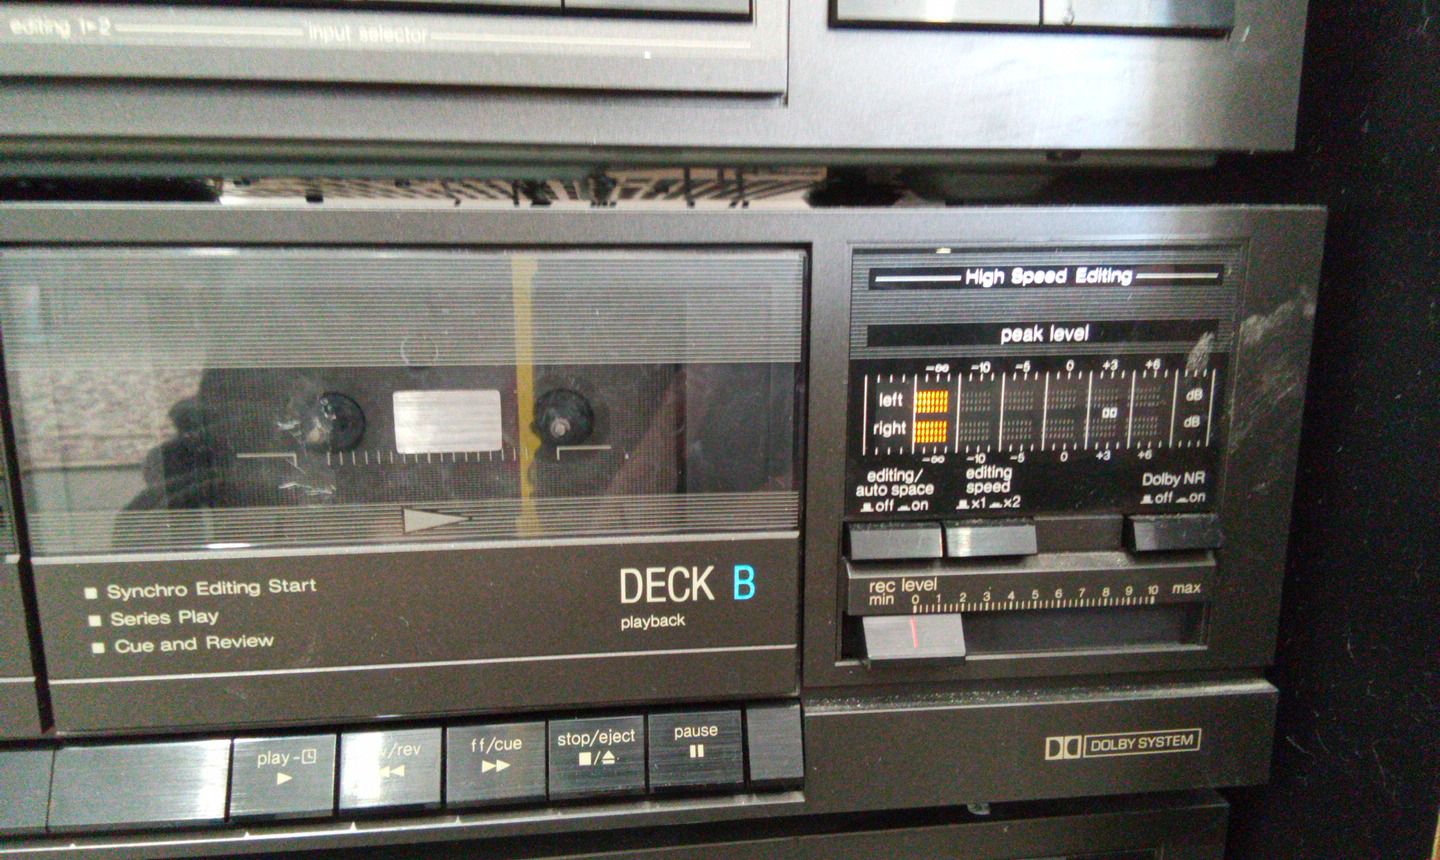 editing 1▸2 input selector
High Speed Editing
peak level
-∞ -10 -5 0 +3 +6
left dB
right dB
-∞ -10 -5 0 +3 +6
editing/
auto space
off on
editing
speed
x1 x2
Dolby NR
off on
rec level
min 0 1 2 3 4 5 6 7 8 9 10 max
■ Synchro Editing Start
■ Series Play
■ Cue and Review
DECK B
playback
play-
/rev
ff/cue
stop/eject
pause
DOLBY SYSTEM